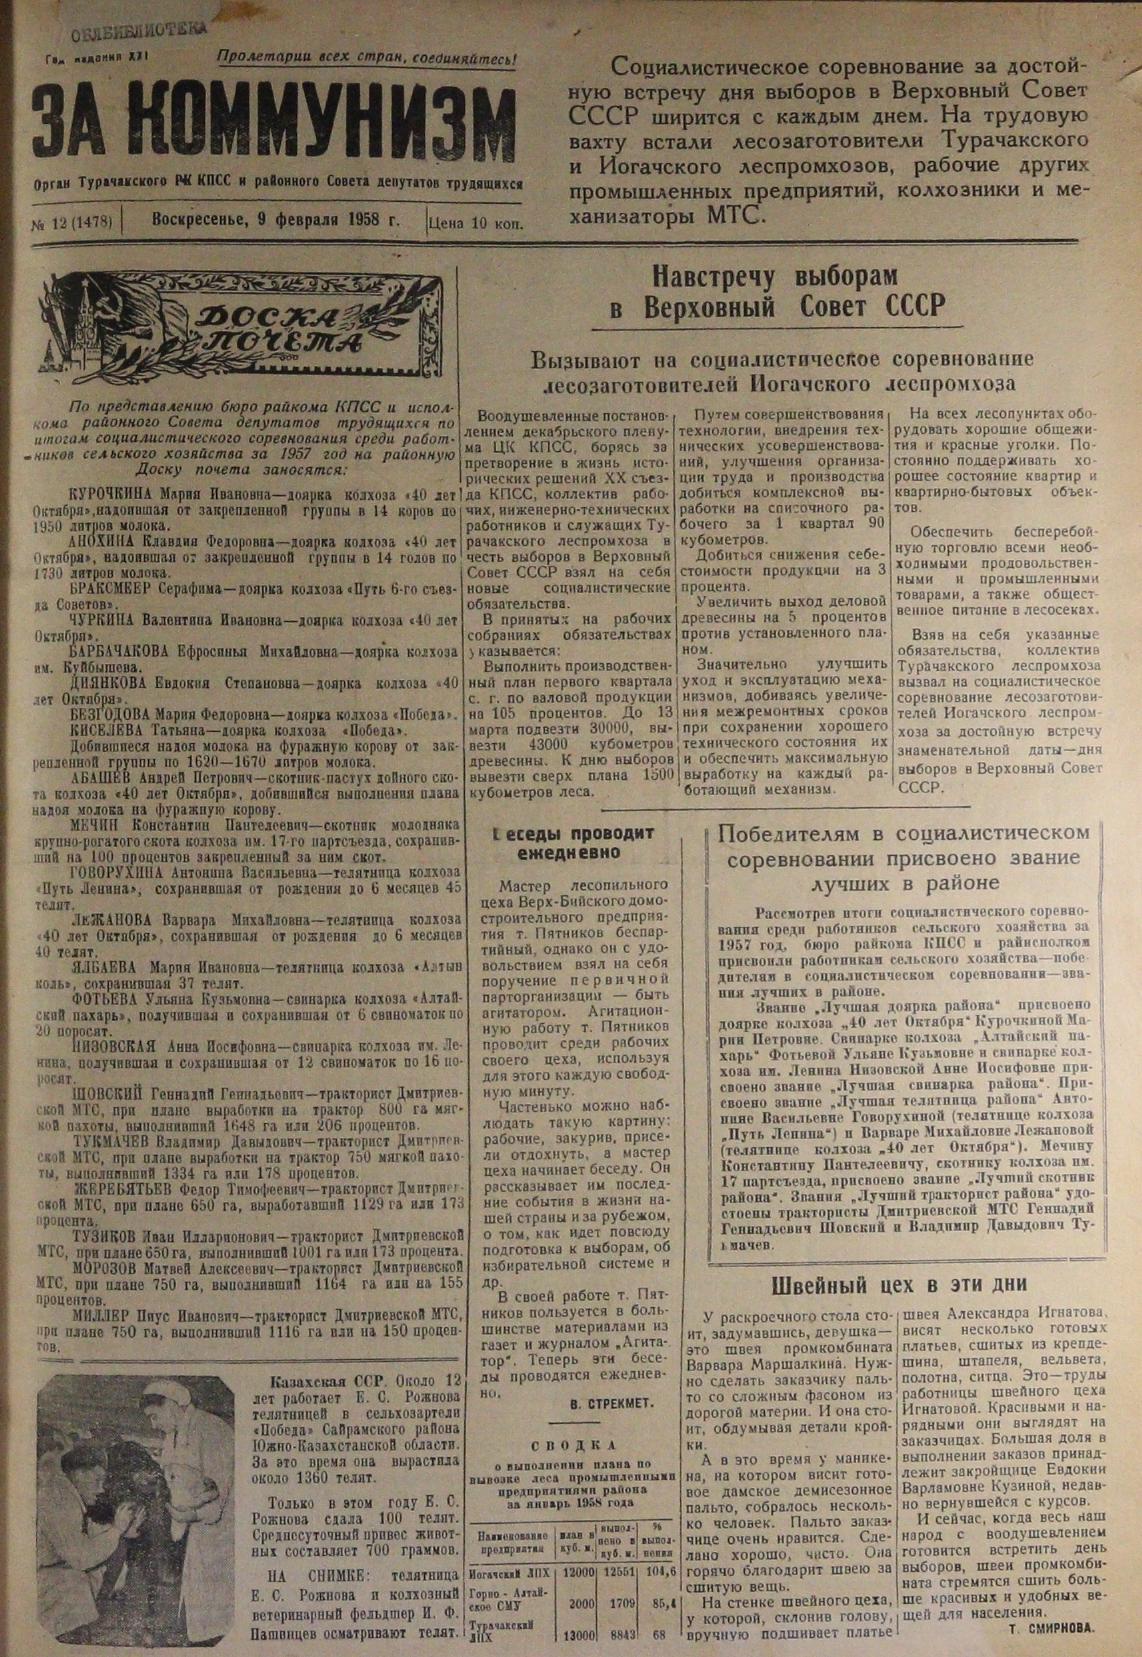 ОБЛБИБЛИОТЕКА
Год издания XXI
Пролетарии всех стран, соединяйтесь!
ЗА КОММУНИЗМ
Орган Турачакского РК КПСС и районного Совета депутатов трудящихся
№ 12 (1478)
Воскресенье, 9 февраля 1958 г.
Цена 10 коп.
Социалистическое соревнование за достой-
ную встречу дня выборов в Верховный Совет
СССР ширится с каждым днем. На трудовую
вахту встали лесозаготовители Турачакского
и Иогачского леспромхозов, рабочие других
промышленных предприятий, колхозники и ме-
ханизаторы МТС.
ДОСКА
ПОЧЕТА
По представлению бюро райкома КПСС и испол-
кома районного Совета депутатов трудящихся по
итогам социалистического соревнования среди работ-
ников сельского хозяйства за 1957 год на районную
Доску почета заносятся:
КУРОЧКИНА Мария Ивановна—доярка колхоза «40 лет
Октября»,надоившая от закрепленной группы в 14 коров по
1950 литров молока.
АНОХИНА Клавдия Федоровна—доярка колхоза «40 лет
Октября», надоившая от закрепленной группы в 14 голов по
1730 литров молока.
БРАКСМЕЕР Серафима—доярка колхоза «Путь 6-го съез-
да Советов».
ЧУРКИНА Валентина Ивановна—доярка колхоза «40 лет
Октября».
БАРБАЧАКОВА Ефросинья Михайловна—доярка колхоза
им. Куйбышева.
ДИЯНКОВА Евдокия Степановна—доярка колхоза «40
лет Октября».
БЕЗГОДОВА Мария Федоровна—доярка колхоза «Победа».
КИСЕЛЕВА Татьяна—доярка колхоза «Победа».
Добившиеся надоя молока на фуражную корову от зак-
репленной группы по 1620—1670 литров молока.
АБАШЕВ Андрей Петрович—скотник-пастух дойного ско-
та колхоза «40 лет Октября», добившийся выполнения плана
надоя молока на фуражную корову.
МЕЧИН Константин Пантелеевич—скотник молодняка
крупно-рогатого скота колхоза им. 17-го партсъезда, сохранив-
ший на 100 процентов закрепленный за ним скот.
ГОВОРУХИНА Антонина Васильевна—телятница колхоза
«Путь Ленина», сохранившая от рождения до 6 месяцев 45
телят.
ЛеЖАНОВА Варвара Михайловна—телятница колхоза
«40 лет Октября», сохранившая от рождения до 6 месяцев
40 телят.
ЯЛБАЕВА Мария Ивановна—телятница колхоза «Алтын
коль», сохранившая 37 телят.
ФОТЬЕВА Ульяна Кузьмовна—свинарка колхоза «Алтай-
ский пахарь», получившая и сохранившая от 6 свиноматок по
20 поросят.
НИЗОВСКАЯ Анна Иосифовна—свинарка колхоза им. Ле-
нина, получившая и сохранившая от 12 свиноматок по 16 по-
росят.
ШОВСКИЙ Геннадий Геннадьович—тракторист Дмитриев-
ской МТС, при плане выработки на трактор 800 га мяг-
кой пахоты, выполнивший 1648 га или 206 процентов.
ТУКМАЧЕВ Владимир Давыдович—тракторист Дмитриев-
ской МТС, при плане выработки на трактор 750 мягкой пахо-
ты, выполнивший 1334 га или 178 процентов.
ЖЕРЕБЯТЬЕВ Федор Тимофеевич—тракторист Дмитриев-
ской МТС, при плане 650 га, выработавший 1129 га или 173
процента.
ТУЗИКОВ Иван Илларионович—тракторист Дмитриевской
МТС, при плане 650 га, выполнивший 1001 га или 173 процента.
МОРОЗОВ Матвей Алексеевич—тракторист Дмитриевской
МТС, при плане 750 га, выполнивший 1164 га или на 155
процентов.
МИЛЛЕР Пиус Иванович—тракторист Дмитриевской МТС,
при плане 750 га, выполнивший 1116 га или на 150 процен-
тов.
Казахская ССР. Около 12
лет работает Е. С. Рожнова
телятницей в сельхозартели
«Победа» Сайрамского района
Южно-Казахстанской области.
За это время она вырастила
около 1360 телят.
Только в этом году Е. С.
Рожнова сдала 100 телят.
Среднесуточный привес живот-
ных составляет 700 граммов.
НА СНИМКЕ: телятница
Е. С. Рожнова и колхозный
ветеринарный фельдшер И. Ф.
Пашинцев осматривают телят.
Навстречу выборам
в Верховный Совет СССР
Вызывают на социалистическое соревнование
лесозаготовителей Иогачского леспромхоза
Воодушевленные постанов-
лением декабрьского плену-
ма ЦК КПСС, борясь за
претворение в жизнь исто-
рических решений XX съез-
да КПСС, коллектив рабо-
чих, инженерно-технических
работников и служащих Ту-
рачакского леспромхоза в
честь выборов в Верховный
Совет СССР взял на себя
новые социалистические
обязательства.
В принятых на рабочих
собраниях обязательствах
указывается:
Выполнить производствен-
ный план первого квартала
с. г. по валовой продукции
на 105 процентов. До 13
марта подвезти 30000, вы-
везти 43000 кубометров
древесины. К дню выборов
вывезти сверх плана 1500
кубометров леса.
Путем совершенствования
технологии, внедрения тех-
нических усовершенствова-
ний, улучшения организа-
ции труда и производства
добиться комплексной вы-
работки на списочного ра-
бочего за 1 квартал 90
кубометров.
Добиться снижения себе-
стоимости продукции на 3
процента.
Увеличить выход деловой
древесины на 5 процентов
против установленного пла-
ном.
Значительно улучшить
уход и эксплуатацию меха-
низмов, добиваясь увеличе-
ния межремонтных сроков
при сохранении хорошего
технического состояния их
и обеспечить максимальную
выработку на каждый ра-
ботающий механизм.
На всех лесопунктах обо-
рудовать хорошие общежи-
тия и красные уголки. По-
стоянно поддерживать хо-
рошее состояние квартир и
квартирно-бытовых объек-
тов.
Обеспечить бесперебой-
ную торговлю всеми необ-
ходимыми продовольствен-
ными и промышленными
товарами, а также общест-
венное питание в лесосеках.
Взяв на себя указанные
обязательства, коллектив
Турачакского леспромхоза
вызвал на социалистическое
соревнование лесозаготови-
телей Иогачского леспром-
хоза за достойную встречу
знаменательной даты—дня
выборов в Верховный Совет
СССР.
Беседы проводит
ежедневно
Мастер лесопильного
цеха Верх-Бийского домо-
строительного предприя-
тия т. Пятников беспар-
тийный, однако он с удо-
вольствием взял на себя
поручение первичной
парторганизации — быть
агитатором. Агитацион-
ную работу т. Пятников
проводит среди рабочих
своего цеха, используя
для этого каждую свобод-
ную минуту.
Частенько можно наб-
людать такую картину:
рабочие, закурив, присе-
ли отдохнуть, а мастер
цеха начинает беседу. Он
рассказывает им послед-
ние события в жизни на-
шей страны и за рубежом,
о том, как идет повсюду
подготовка к выборам, об
избирательной системе и
др.
В своей работе т. Пят-
ников пользуется в боль-
шинстве материалами из
газет и журналом „Агита-
тор". Теперь эти бесе-
ды проводятся ежеднев-
но.
В. СТРЕКМЕТ.
СВОДКА
о выполнении плана по
вывозке леса промышленными
предприятиями района
за январь 1958 года
Наименование предприятия | план в куб. м. | выпол-нено в куб. м. | % выпол-нения
Иогачский ЛПХ 12000 12551 104,6
Горно - Алтай-
ское СМУ 2000 1709 85,4
Турачакский
ЛПХ 13000 8843 68
Победителям в социалистическом
соревновании присвоено звание
лучших в районе
Рассмотрев итоги социалистического соревно-
вания среди работников сельского хозяйства за
1957 год, бюро райкома КПСС и райисполком
присвоили работникам сельского хозяйства—побе-
дителям в социалистическом соревновании—зва-
ния лучших в районе.
Звание „Лучшая доярка района" присвоено
доярке колхоза „40 лет Октября" Курочкиной Ма-
рии Петровне. Свинарке колхоза „Алтайский па-
харь" Фотьевой Ульяне Кузьмовне и свинарке кол-
хоза им. Ленина Низовской Анне Иосифовне при-
своено звание „Лучшая свинарка района". При-
своено звание „Лучшая телятница района" Анто-
нине Васильевне Говорухиной (телятнице колхоза
„Путь Ленина") и Варваре Михайловне Лежановой
(телятнице колхоза „40 лет Октября"). Мечину
Константину Пантелеевичу, скотнику колхоза им.
17 партсъезда, присвоено звание „Лучший скотник
района". Звания „Лучший тракторист района" удо-
стоены трактористы Дмитриевской МТС Геннадий
Геннадьевич Шовский и Владимир Давыдович Ту-
кмачев.
Швейный цех в эти дни
У раскроечного стола сто-
ит, задумавшись, девушка—
это швея промкомбината
Варвара Маршалкина. Нуж-
но сделать заказчику паль-
то со сложным фасоном из
дорогой материи. И она сто-
ит, обдумывая детали крой-
ки.
А в это время у манике-
на, на котором висит гото-
вое дамское демисезонное
пальто, собралось несколь-
ко человек. Пальто заказ-
чице очень нравится. Сде-
лано хорошо, чисто. Она
горячо благодарит швею за
сшитую вещь.
На стенке швейного цеха,
у которой, склонив голову,
вручную подшивает платье
швея Александра Игнатова,
висят несколько готовых
платьев, сшитых из крепде-
шина, штапеля, вельвета,
полотна, ситца. Это—труды
работницы швейного цеха
Игнатовой. Красивыми и на-
рядными они выглядят на
заказчицах. Большая доля в
выполнении заказов принад-
лежит закройщице Евдокии
Варламовне Кузиной, недав-
но вернувшейся с курсов.
И сейчас, когда весь наш
народ с воодушевлением
готовится встретить день
выборов, швеи промкомби-
ната стремятся сшить боль-
ше красивых и удобных ве-
щей для населения.
Т. СМИРНОВА.